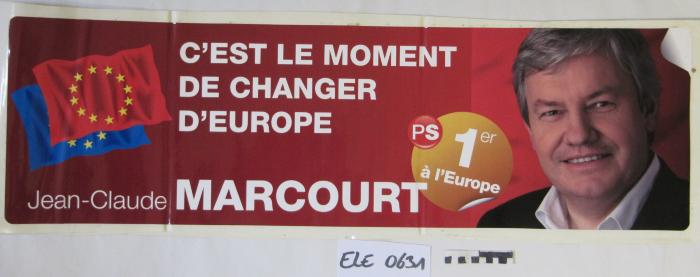 C'EST LE MOMENT
DE CHANGER
D'EUROPE
PS
1er
à l'Europe
Jean-Claude MARCOURT
ELE 0631